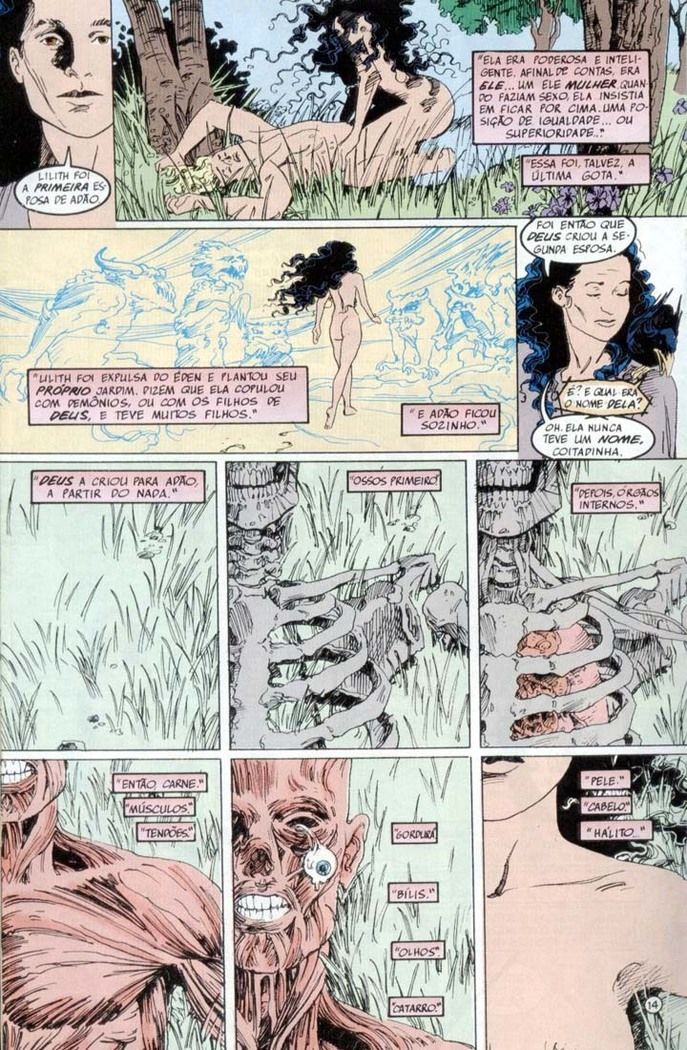 LILITH FOI
A PRIMEIRA ES-
POSA DE ADÃO.
"ELA ERA PODEROSA E INTELI-
GENTE. AFINAL DE CONTAS, ERA
ELE... UM ELE MULHER. QUAN-
DO FAZIAM SEXO, ELA INSISTIA
EM FICAR POR CIMA. UMA PO-
SIÇÃO DE IGUALDADE... OU
SUPERIORIDADE..."
"ESSA FOI, TALVEZ, A
ÚLTIMA GOTA."
"LILITH FOI EXPULSA DO ÉDEN E PLANTOU SEU
PRÓPRIO JARDIM. DIZEM QUE ELA COPULOU
COM DEMÔNIOS, OU COM OS FILHOS DE
DEUS, E TEVE MUITOS FILHOS."
"E ADÃO FICOU
SOZINHO."
FOI ENTÃO QUE
DEUS CRIOU A SE-
GUNDA ESPOSA.
É? E QUAL ERA
O NOME DELA?
OH. ELA NUNCA
TEVE UM NOME,
COITADINHA.
"DEUS A CRIOU PARA ADÃO,
A PARTIR DO NADA."
"OSSOS PRIMEIRO."
"DEPOIS, ÓRGÃOS
INTERNOS."
"ENTÃO, CARNE."
"MÚSCULOS."
"TENDÕES."
"GORDURA"
"BÍLIS."
"OLHOS."
"CATARRO."
"PELE."
"CABELO."
"HÁLITO..."
14